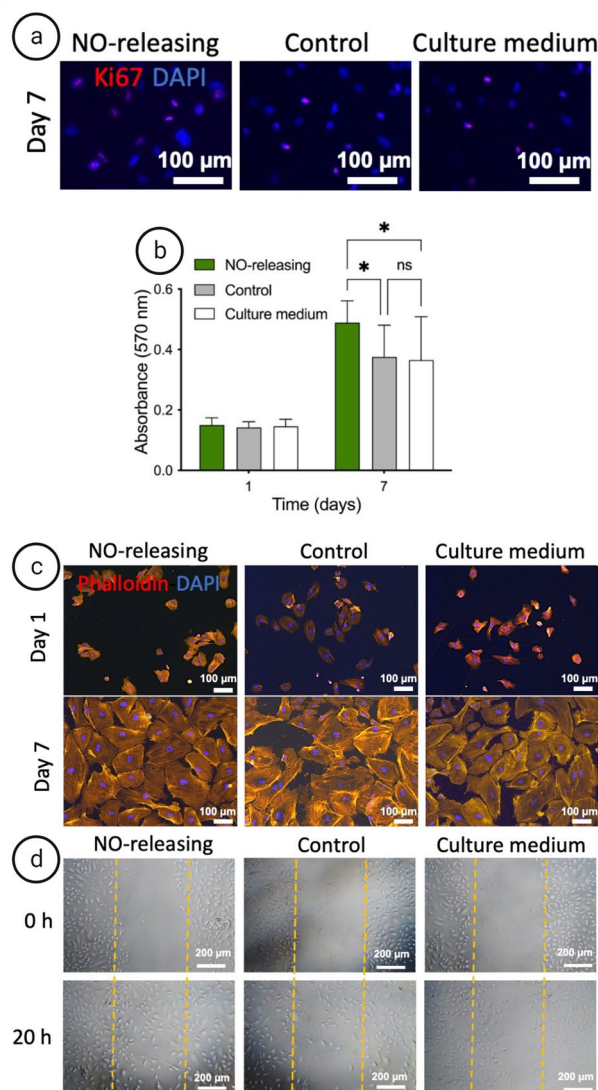 a
NO-releasing Control Culture medium
Day 7
Ki67 DAPI
100 µm 100 µm 100 µm
b
NO-releasing
Control
Culture medium
* 
* ns
Absorbance (570 nm)
0.6
0.4
0.2
0.0
1 7
Time (days)
c
NO-releasing Control Culture medium
Day 1
Phalloidin DAPI
100 µm 100 µm 100 µm
Day 7
100 µm 100 µm 100 µm
d
NO-releasing Control Culture medium
0 h
200 µm 200 µm 200 µm
20 h
200 µm 200 µm 200 µm